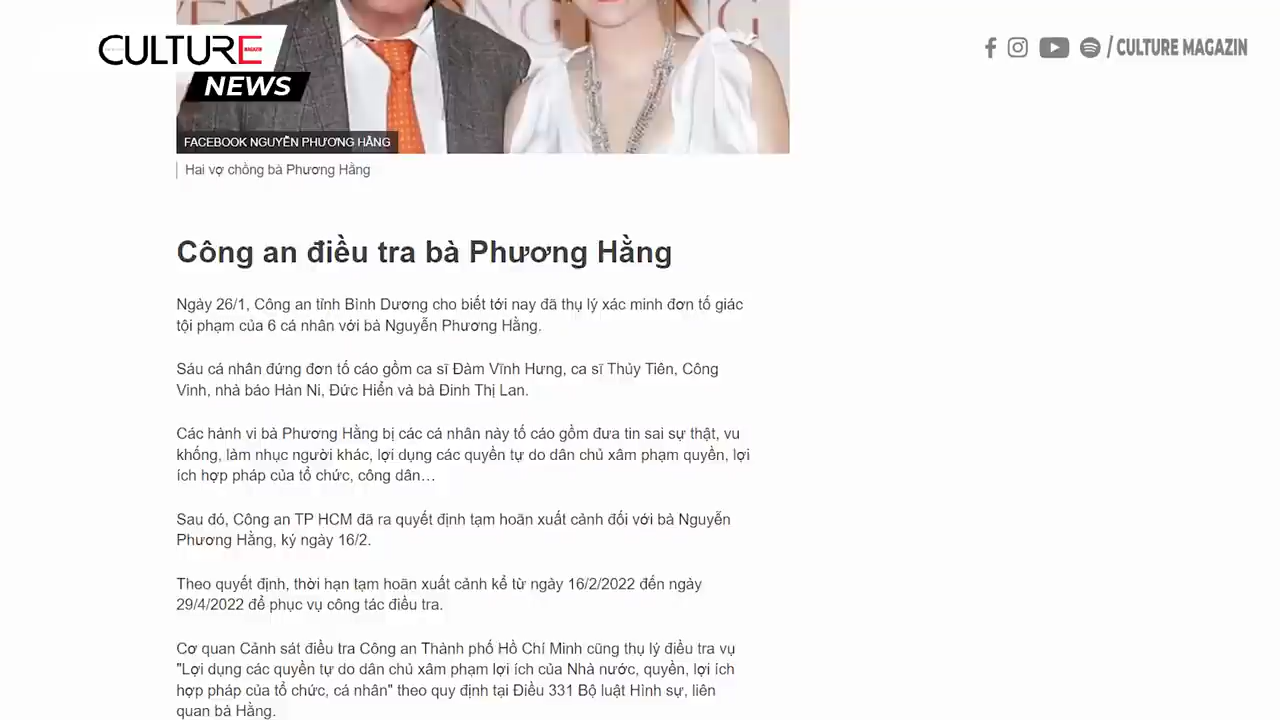 CULTURE MAGAZIN
NEWS
/ CULTURE MAGAZIN
FACEBOOK NGUYỄN PHƯƠNG HẰNG
Hai vợ chồng bà Phương Hằng
Công an điều tra bà Phương Hằng
Ngày 26/1, Công an tỉnh Bình Dương cho biết tới nay đã thụ lý xác minh đơn tố giác
tội phạm của 6 cá nhân với bà Nguyễn Phương Hằng.
Sáu cá nhân đứng đơn tố cáo gồm ca sĩ Đàm Vĩnh Hưng, ca sĩ Thủy Tiên, Công
Vinh, nhà báo Hàn Ni, Đức Hiển và bà Đinh Thị Lan.
Các hành vi bà Phương Hằng bị các cá nhân này tố cáo gồm đưa tin sai sự thật, vu
khống, làm nhục người khác, lợi dụng các quyền tự do dân chủ xâm phạm quyền, lợi
ích hợp pháp của tổ chức, công dân…
Sau đó, Công an TP HCM đã ra quyết định tạm hoãn xuất cảnh đối với bà Nguyễn
Phương Hằng, ký ngày 16/2.
Theo quyết định, thời hạn tạm hoãn xuất cảnh kể từ ngày 16/2/2022 đến ngày
29/4/2022 để phục vụ công tác điều tra.
Cơ quan Cảnh sát điều tra Công an Thành phố Hồ Chí Minh cũng thụ lý điều tra vụ
"Lợi dụng các quyền tự do dân chủ xâm phạm lợi ích của Nhà nước, quyền, lợi ích
hợp pháp của tổ chức, cá nhân" theo quy định tại Điều 331 Bộ luật Hình sự, liên
quan bà Hằng.